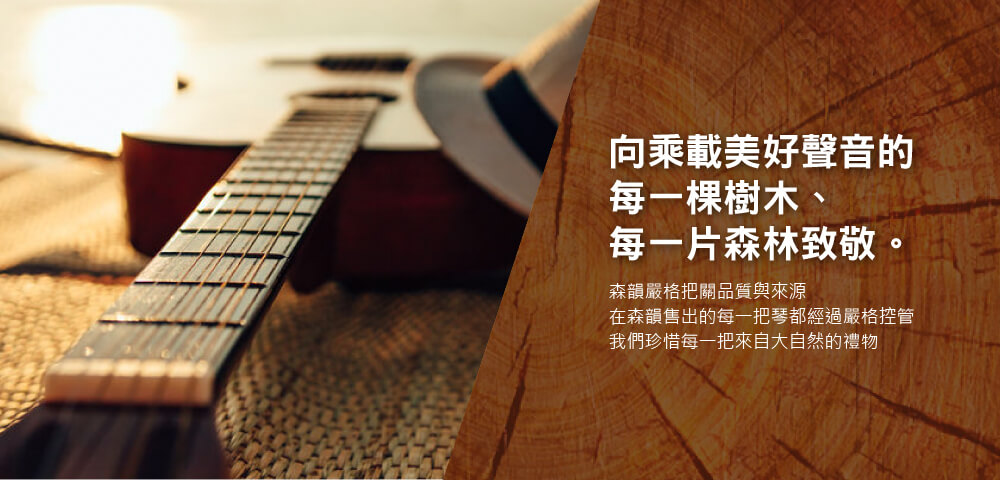 向乘載美好聲音的
每一棵樹木、
每一片森林致敬。
森韻嚴格把關品質與來源
在森韻售出的每一把琴都經過嚴格控管
我們珍惜每一把來自大自然的禮物